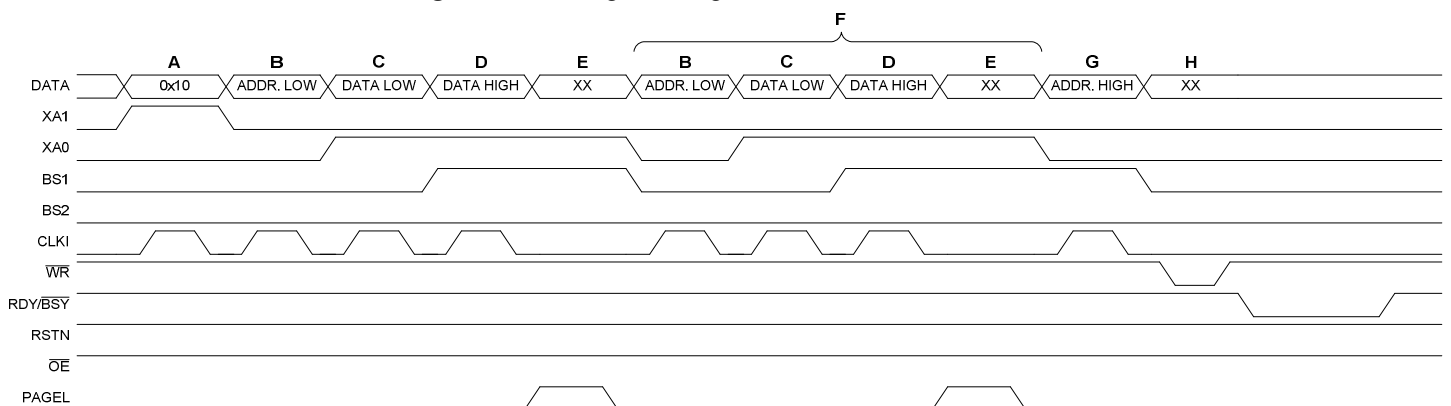 F
A B C D E B C D E G H
DATA 0x10 ADDR. LOW DATA LOW DATA HIGH XX ADDR. LOW DATA LOW DATA HIGH XX ADDR. HIGH XX
XA1
XA0
BS1
BS2
CLKI
WR
RDY/BSY
RSTN
OE
PAGEL